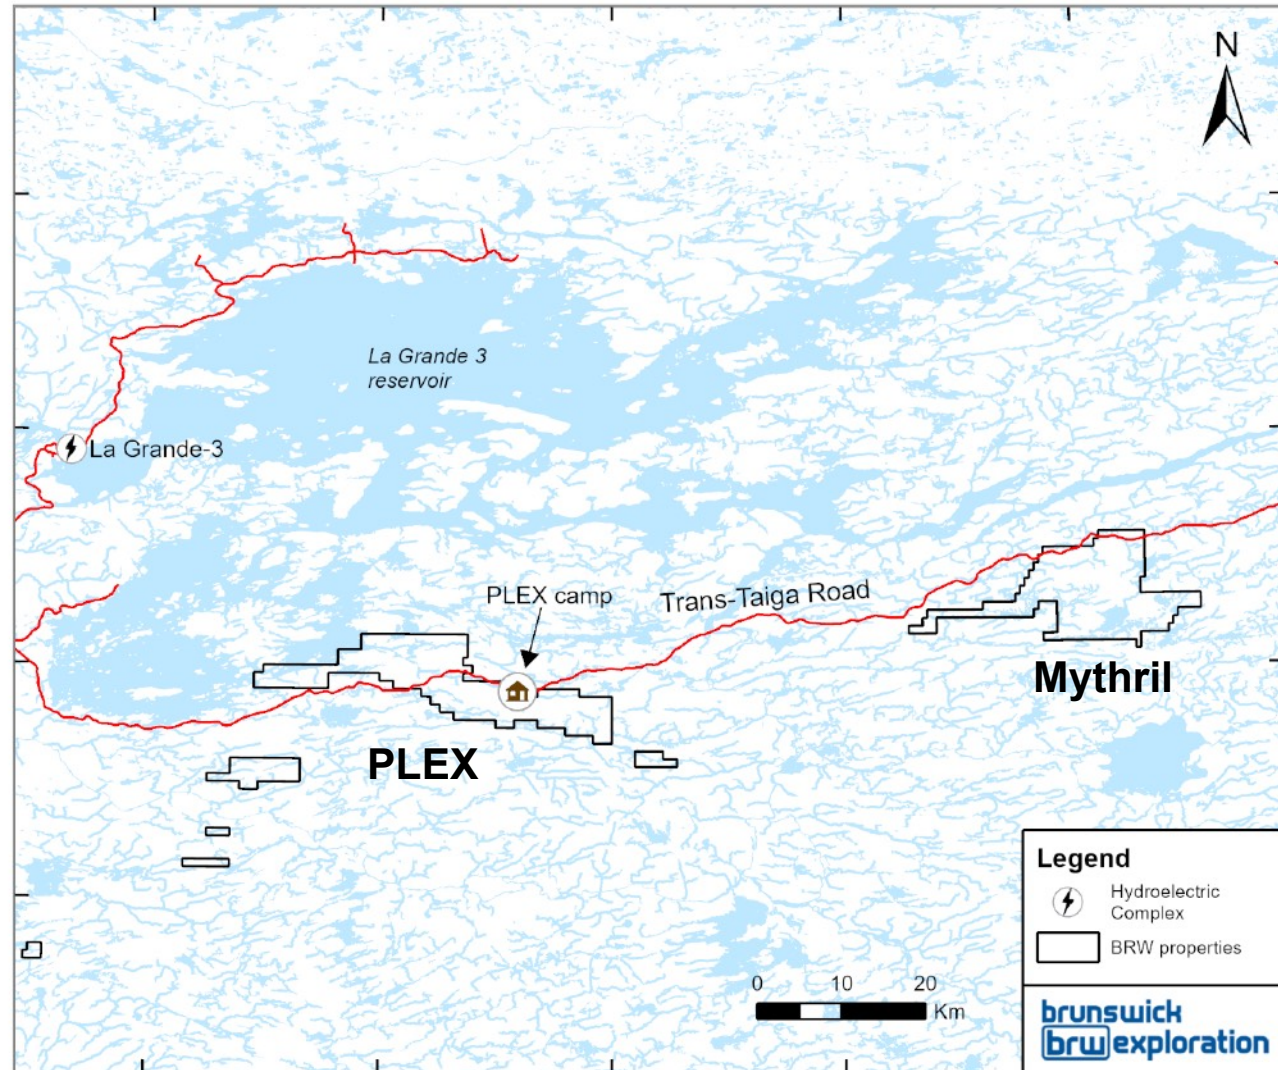 N
La Grande 3
reservoir
La Grande-3
PLEX camp
Trans-Taiga Road
Mythril
PLEX
Legend
Hydroelectric
Complex
BRW properties
0 10 20
Km
brunswick
brw exploration